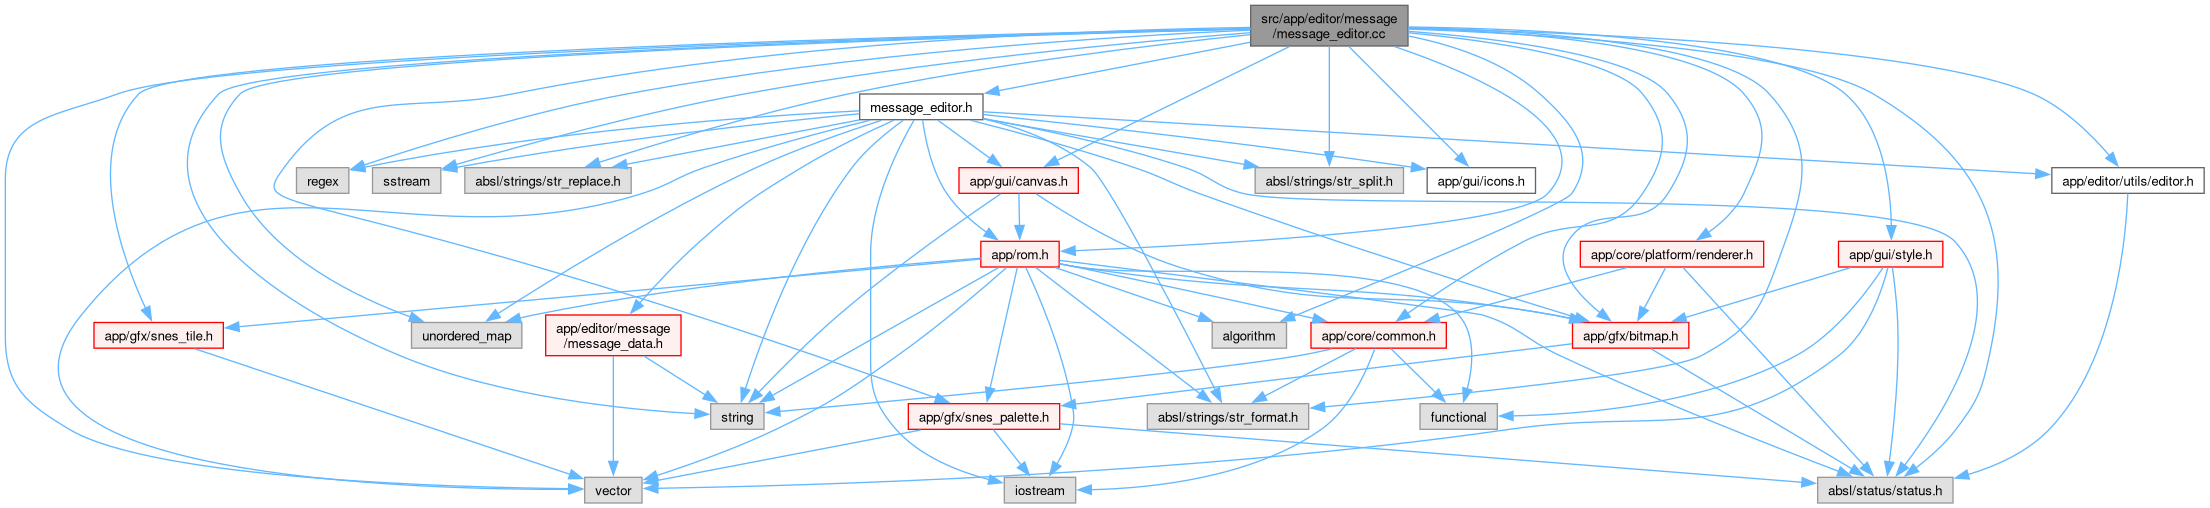 src/app/editor/message
/message_editor.cc
message_editor.h
regex
sstream
absl/strings/str_replace.h
app/gui/canvas.h
absl/strings/str_split.h
app/gui/icons.h
app/editor/utils/editor.h
app/rom.h
app/core/platform/renderer.h
app/gui/style.h
app/gfx/snes_tile.h
unordered_map
app/editor/message
/message_data.h
algorithm
app/core/common.h
app/gfx/bitmap.h
string
app/gfx/snes_palette.h
absl/strings/str_format.h
functional
vector
iostream
absl/status/status.h